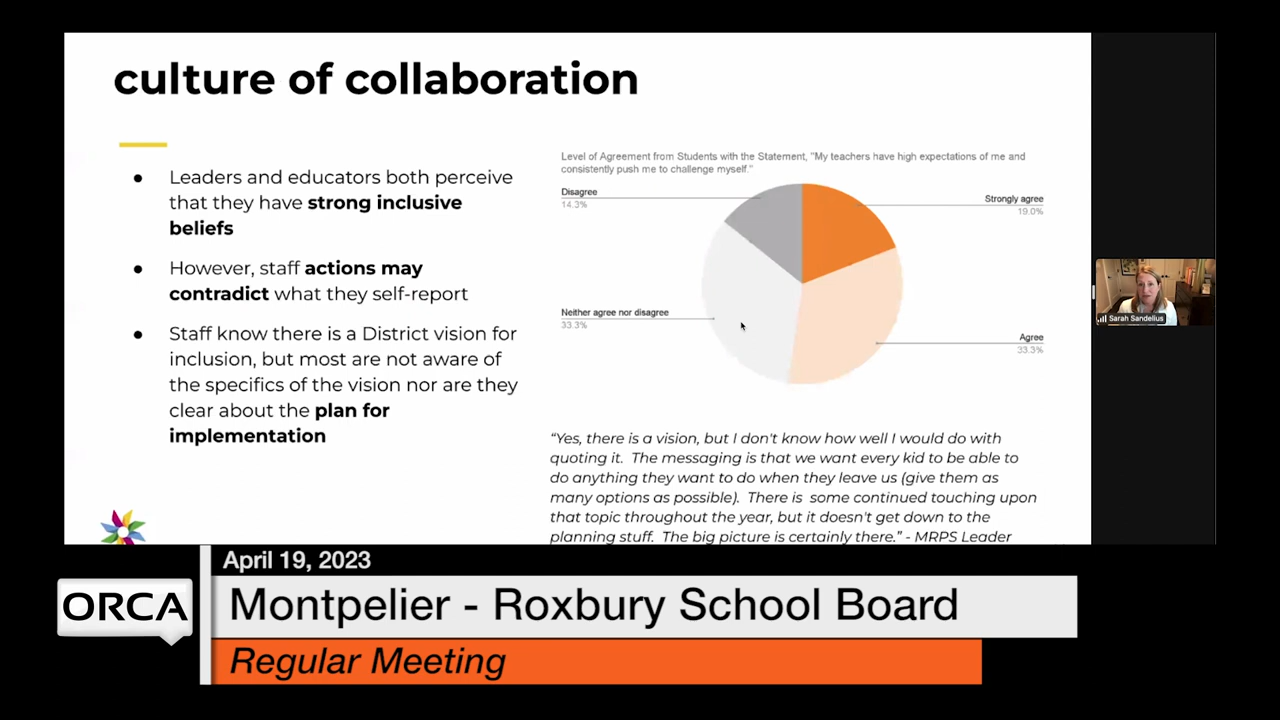 culture of collaboration
● Leaders and educators both perceive
that they have strong inclusive
beliefs
● However, staff actions may
contradict what they self-report
● Staff know there is a District vision for
inclusion, but most are not aware of
the specifics of the vision nor are they
clear about the plan for
implementation
Level of Agreement from Students with the Statement, "My teachers have high expectations of me and
consistently push me to challenge myself."
Disagree
14.3%
Strongly agree
19.0%
Neither agree nor disagree
33.3%
Agree
33.3%
“Yes, there is a vision, but I don't know how well I would do with
quoting it. The messaging is that we want every kid to be able to
do anything they want to do when they leave us (give them as
many options as possible). There is some continued touching upon
that topic throughout the year, but it doesn't get down to the
planning stuff. The big picture is certainly there.” - MRPS Leader
Sarah Sandelius
April 19, 2023
ORCA
Montpelier - Roxbury School Board
Regular Meeting